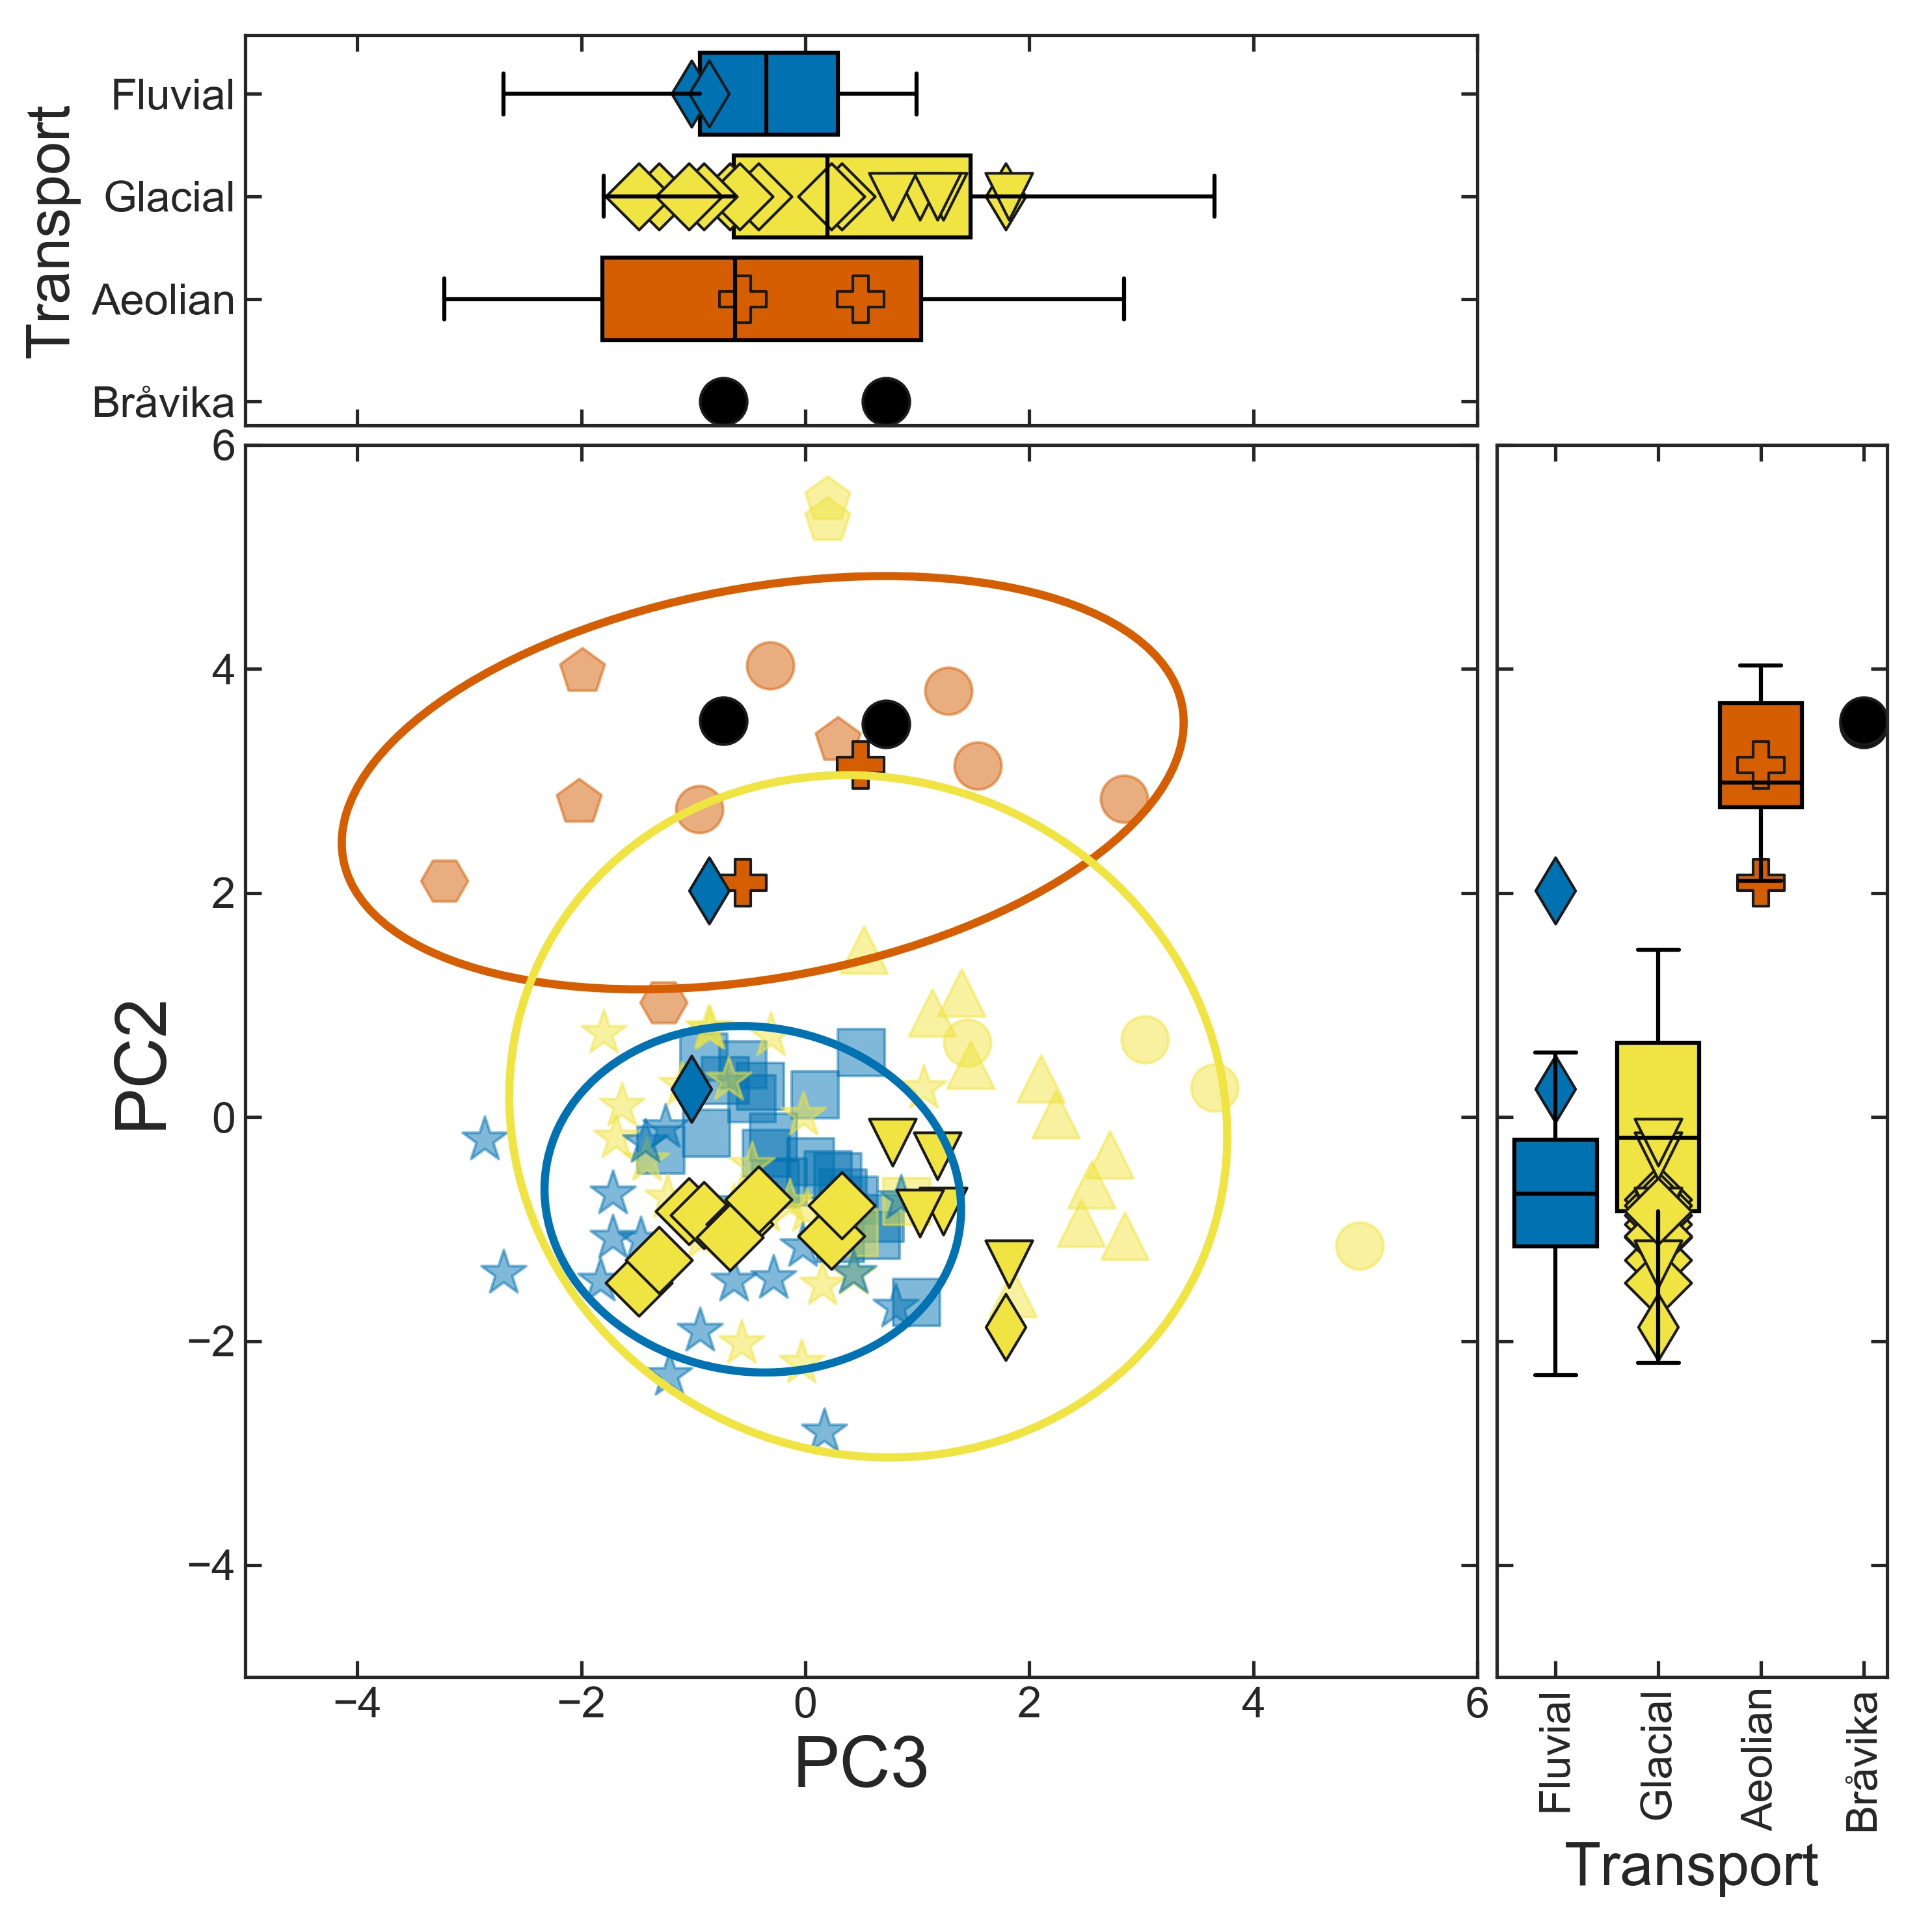 Transport
Fluvial
Glacial
Aeolian
Bråvika
6
4
2
0
−2
−4
PC2
−4
−2
0
2
4
6
PC3
Fluvial
Glacial
Aeolian
Bråvika
Transport